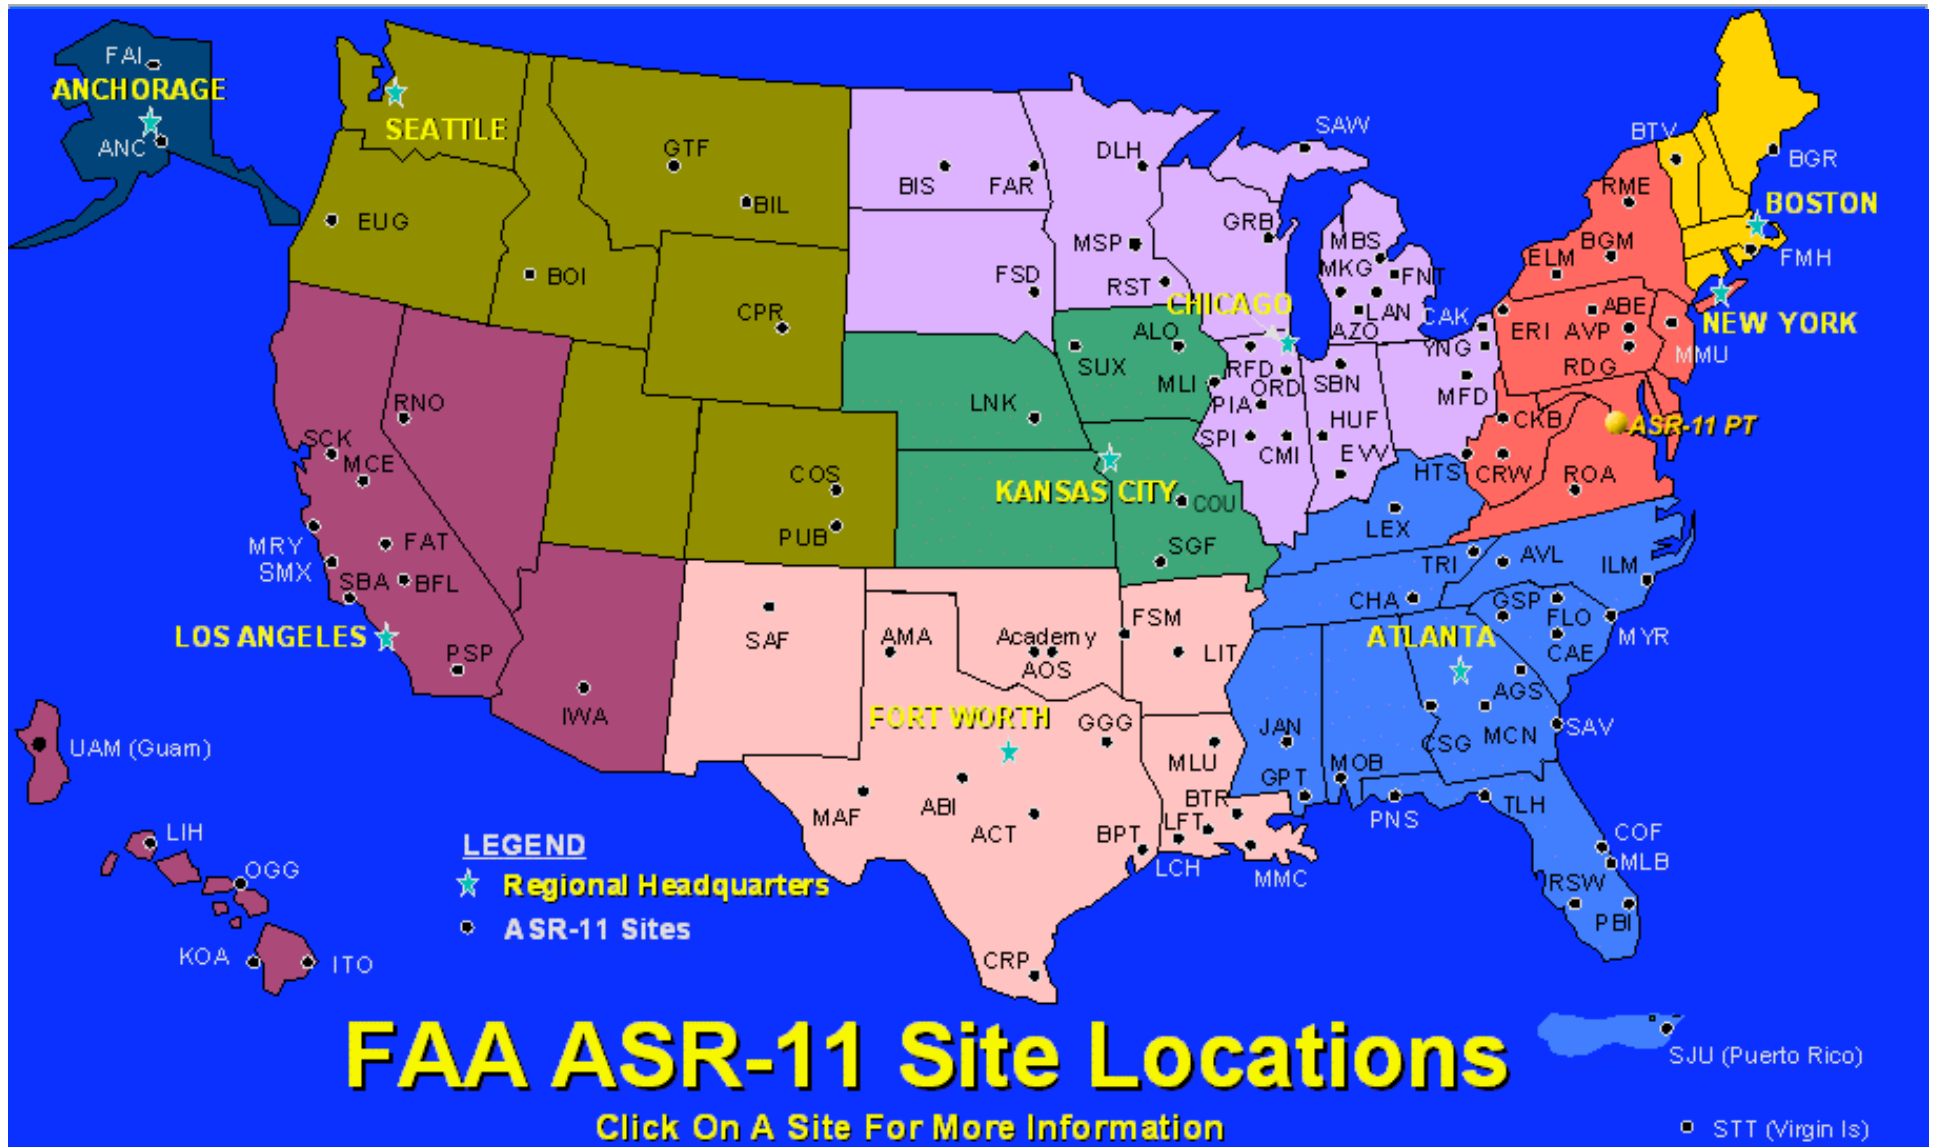 FAI
ANCHORAGE
ANC
SEATTLE
GTF
BIL
EUG
BOI
CPR
BIS
FAR
DLH
SAW
MSP
FSD
RST
GRB
MBS
MKG
FNT
LAN
AZO
CHICAGO
BTV
BGR
RME
BOSTON
BGM
ELM
FMH
ABE
ERI
AVP
NEW YORK
MMU
RDG
CAK
YNG
MFD
ALO
SUX
MLI
RFD
ORD
SBN
PIA
HUF
SPI
CMI
EVV
LNK
RNO
SCK
MCE
COS
PUB
KANSAS CITY
COU
SGF
CKB
ASR-11 PT
HTS
CRW
ROA
LEX
MRY
SMX
FAT
SBA
BFL
LOS ANGELES
PSP
IWA
SAF
AMA
Academy
AOS
FSM
LIT
TRI
AVL
ILM
CHA
GSP
FLO
MYR
ATLANTA
CAE
AGS
FORT WORTH
GGG
MLU
JAN
CSG
MCN
SAV
UAM (Guam)
GPT
MOB
TLH
PNS
MAF
ABI
ACT
BPT
BTR
LFT
LCH
MMC
COF
MLB
RSW
PBI
LIH
OGG
KOA
ITO
LEGEND
Regional Headquarters
ASR-11 Sites
CRP
FAA ASR-11 Site Locations
SJU (Puerto Rico)
Click On A Site For More Information
STT (Virgin Is)